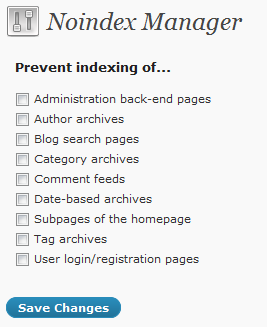 Noindex Manager
Prevent indexing of...
Administration back-end pages
Author archives
Blog search pages
Category archives
Comment feeds
Date-based archives
Subpages of the homepage
Tag archives
User login/registration pages
Save Changes